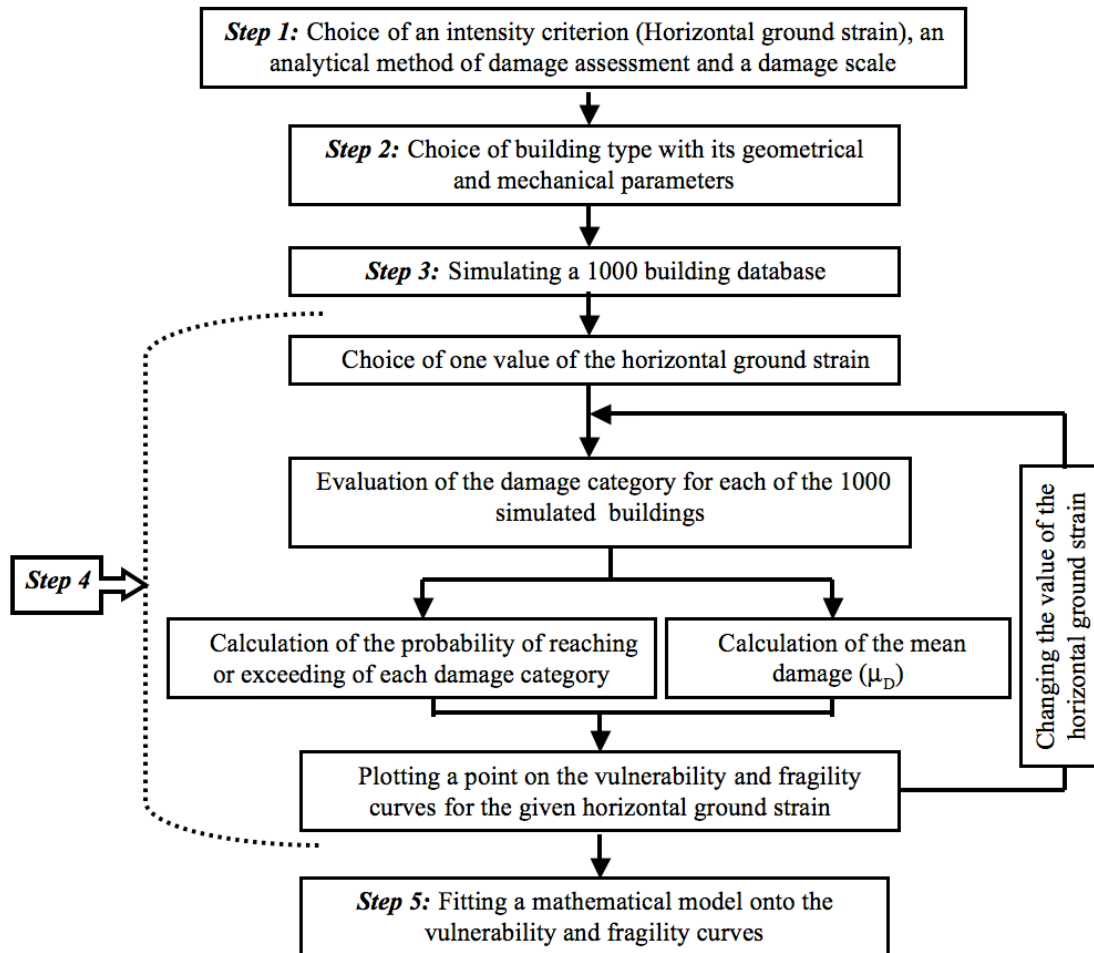 Step 1: Choice of an intensity criterion (Horizontal ground strain), an
analytical method of damage assessment and a damage scale
Step 2: Choice of building type with its geometrical
and mechanical parameters
Step 3: Simulating a 1000 building database
Choice of one value of the horizontal ground strain
Evaluation of the damage category for each of the 1000
simulated buildings
Step 4
Calculation of the probability of reaching
or exceeding of each damage category
Calculation of the mean
damage (μD)
Changing the value of the
horizontal ground strain
Plotting a point on the vulnerability and fragility
curves for the given horizontal ground strain
Step 5: Fitting a mathematical model onto the
vulnerability and fragility curves